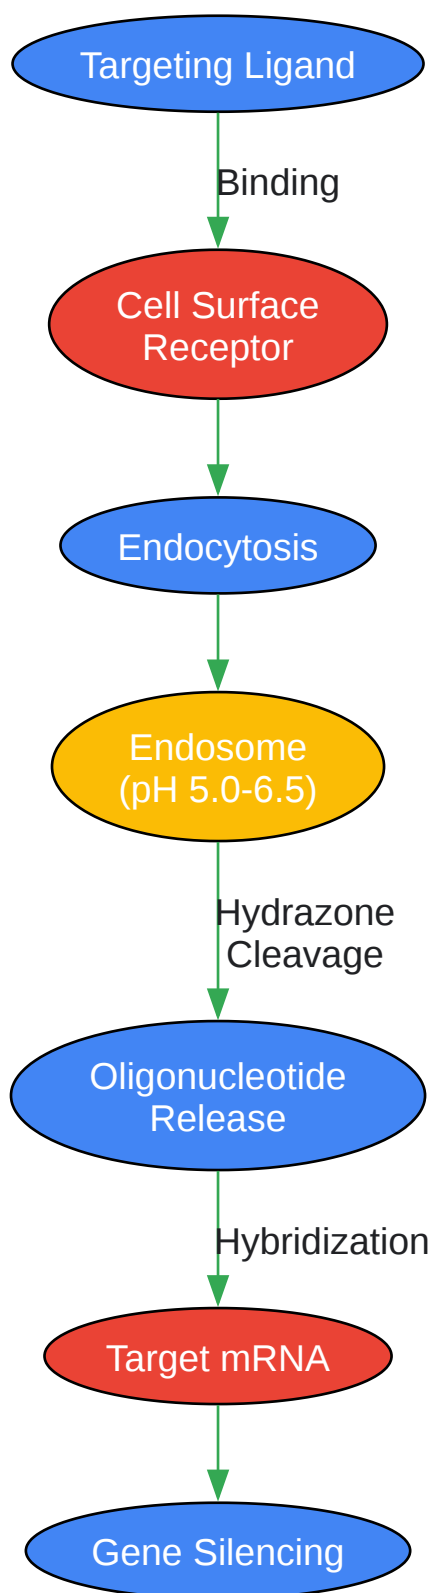 Targeting Ligand
Binding
Cell Surface
Receptor
Endocytosis
Endosome
(pH 5.0-6.5)
Hydrazone
Cleavage
Oligonucleotide
Release
Hybridization
Target mRNA
Gene Silencing